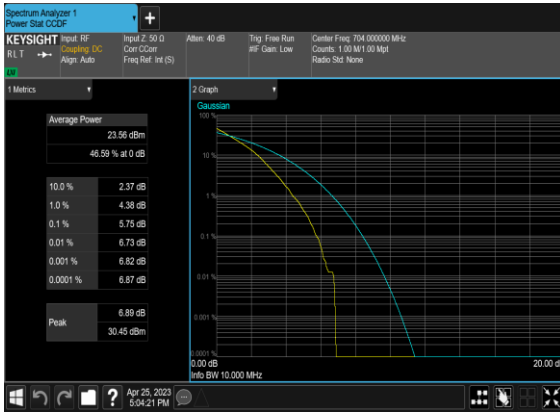 Spectrum Analyzer 1
Power Stat CCDF
KEYSIGHT
RLT
LW
Input: RF
Coupling: DC
Align: Auto
Input Z: 50 Ω
Corr CCorr
Freq Ref: Int (S)
Atten: 40 dB
Trig: Free Run
#IF Gain: Low
Center Freq: 704.000000 MHz
Counts: 1.00 M/1.00 Mpt
Radio Std: None
1 Metrics
Average Power
23.56 dBm
46.59 % at 0 dB
10.0 % 2.37 dB
1.0 % 4.38 dB
0.1 % 5.75 dB
0.01 % 6.73 dB
0.001 % 6.82 dB
0.0001 % 6.87 dB
Peak
6.89 dB
30.45 dBm
2 Graph
Gaussian
100 %
10 %
1 %
0.1 %
0.01 %
0.001 %
0.0001 %
0.00 dB
20.00 d
Info BW 10.000 MHz
?
Apr 25, 2023
5:04:21 PM